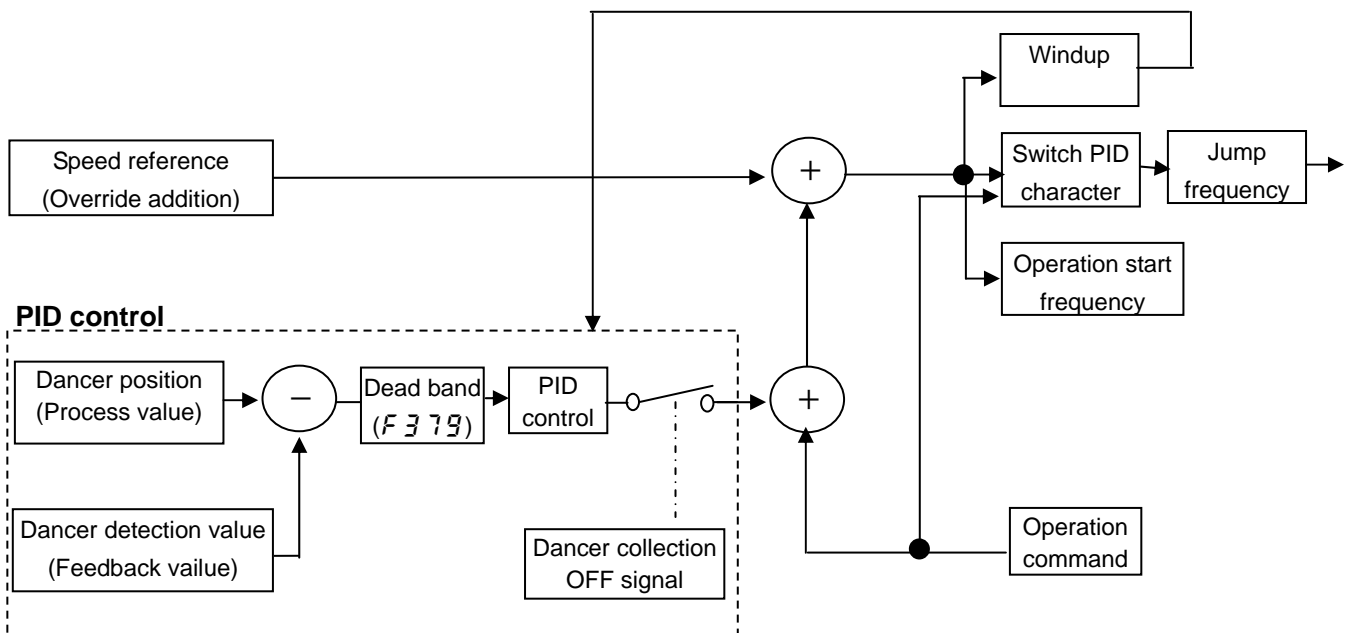 Windup
Speed reference
(Override addition)
+
Switch PID
character
Jump
frequency
Operation start
frequency
PID control
Dancer position
(Process value)
−
Dead band
(F379)
PID
control
+
Dancer detection value
(Feedback vailue)
Dancer collection
OFF signal
Operation
command